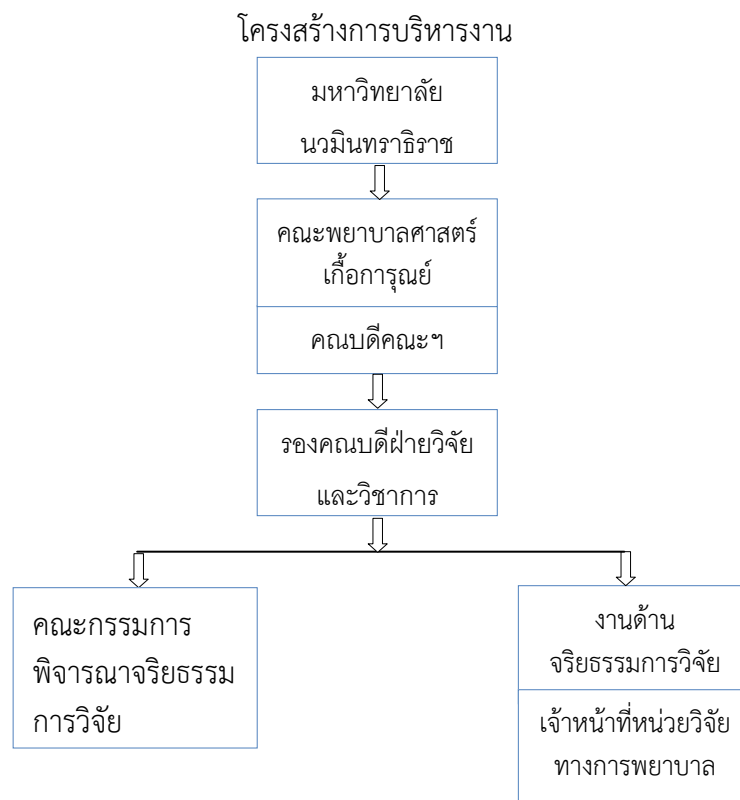 โครงสร้างการบริหารงาน
มหาวิทยาลัย
นวมินทราธิราช
คณะพยาบาลศาสตร์
เกื้อการุณย์
คณบดีคณะฯ
รองคณบดีฝ่ายวิจัย
และวิชาการ
คณะกรรมการ
พิจารณาจริยธรรม
การวิจัย
งานด้าน
จริยธรรมการวิจัย
เจ้าหน้าที่หน่วยวิจัย
ทางการพยาบาล